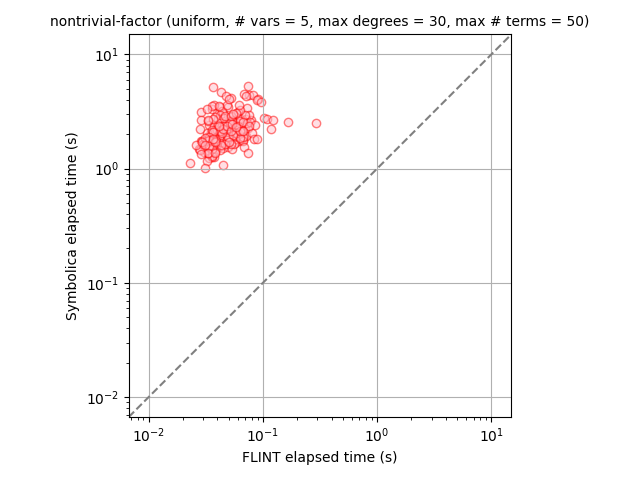 nontrivial-factor (uniform, # vars = 5, max degrees = 30, max # terms = 50)
Symbolica elapsed time (s)
10¹
10⁰
10⁻¹
10⁻²
10⁻² 10⁻¹ 10⁰ 10¹
FLINT elapsed time (s)